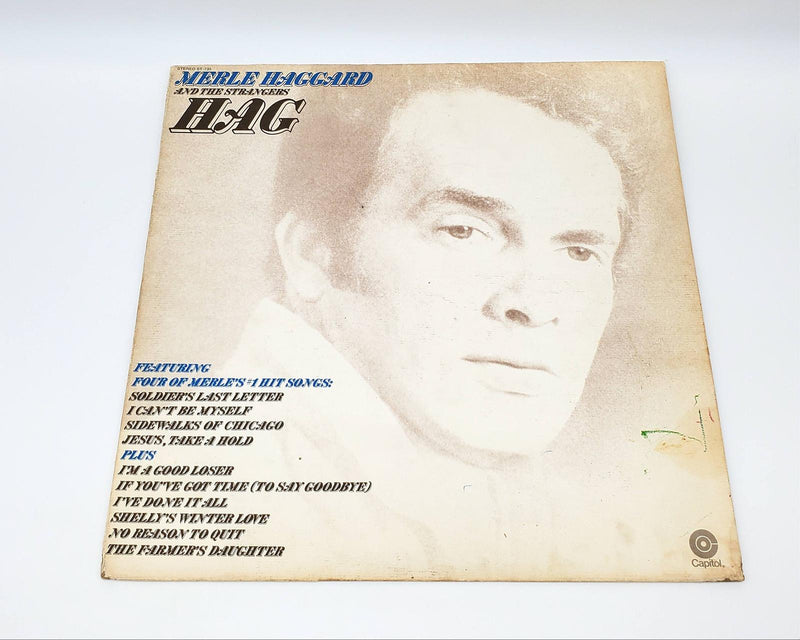 STEREO ST-735
MERLE HAGGARD
AND THE STRANGERS
HAG
FEATURING
FOUR OF MERLE'S #1 HIT SONGS:
SOLDIER'S LAST LETTER
I CAN'T BE MYSELF
SIDEWALKS OF CHICAGO
JESUS, TAKE A HOLD
PLUS
I'M A GOOD LOSER
IF YOU'VE GOT TIME (TO SAY GOODBYE)
I'VE DONE IT ALL
SHELLY'S WINTER LOVE
NO REASON TO QUIT
THE FARMER'S DAUGHTER
Capitol